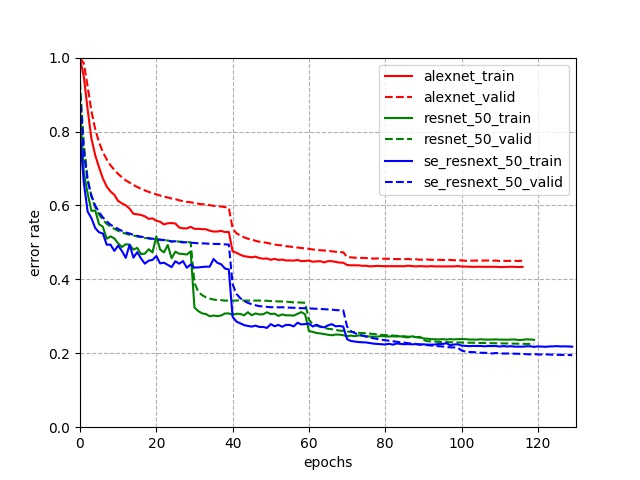 1.0
0.8
0.6
0.4
0.2
0.0
error rate
alexnet_train
alexnet_valid
resnet_50_train
resnet_50_valid
se_resnext_50_train
se_resnext_50_valid
0 20 40 60 80 100 120
epochs